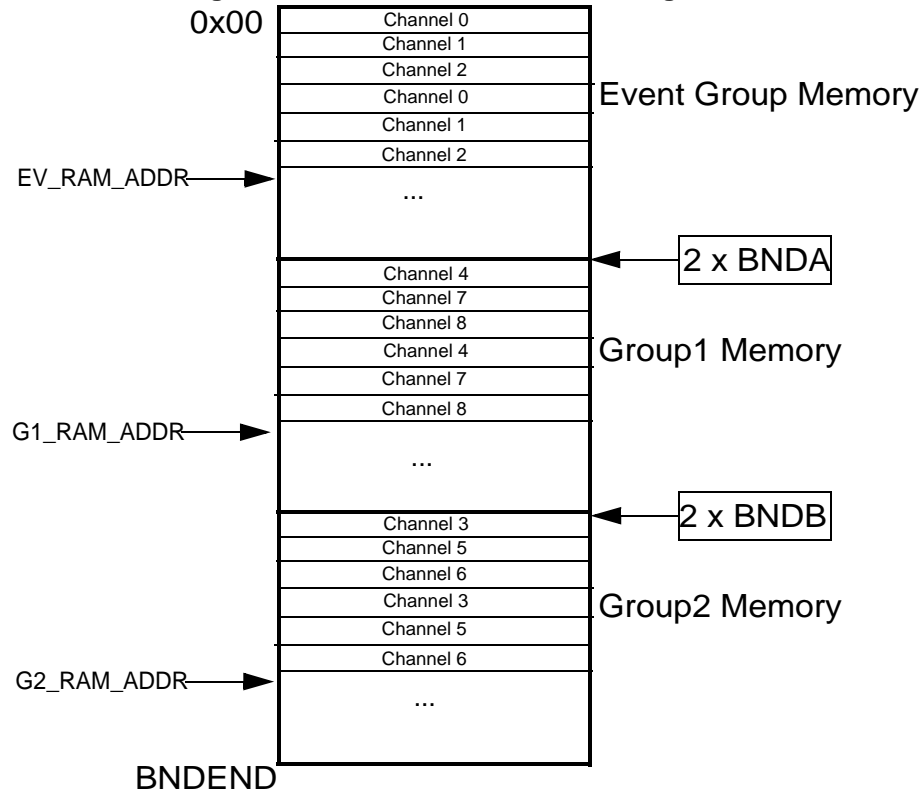 0x00
Channel 0
Channel 1
Channel 2
Channel 0
Channel 1
Channel 2
...
Event Group Memory
EV_RAM_ADDR
2 x BNDA
Channel 4
Channel 7
Channel 8
Channel 4
Channel 7
Channel 8
...
Group1 Memory
G1_RAM_ADDR
2 x BNDB
Channel 3
Channel 5
Channel 6
Channel 3
Channel 5
Channel 6
...
Group2 Memory
G2_RAM_ADDR
BNDEND